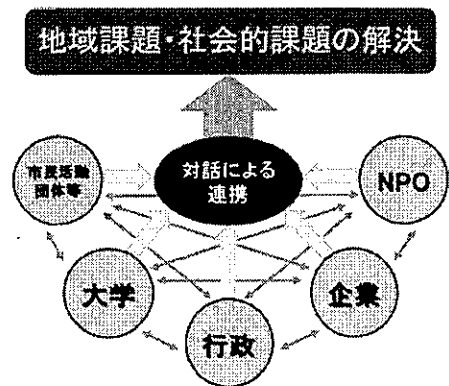 地域課題・社会的課題の解決
対話による
連携
市民活動
団体等
NPO
大学
企業
行政